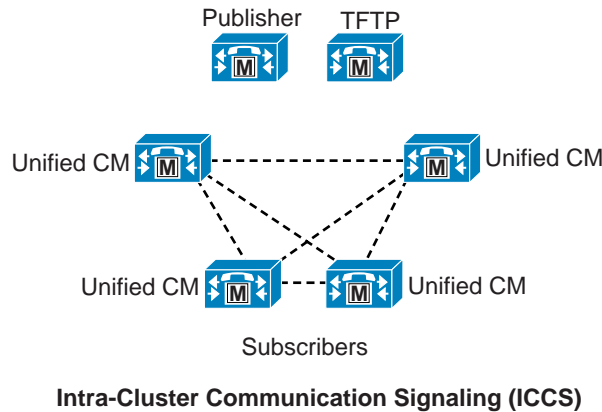 Publisher TFTP
M M
Unified CM M M Unified CM
Unified CM M M Unified CM
Subscribers
Intra-Cluster Communication Signaling (ICCS)